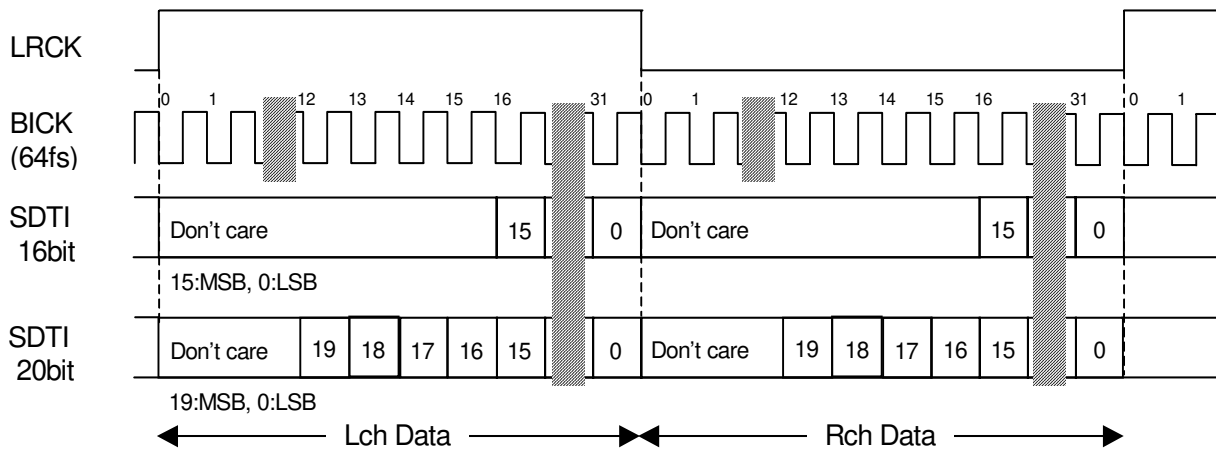 LRCK
0 1 12 13 14 15 16 31 0 1 12 13 14 15 16 31 0 1
BICK
(64fs)
SDTI
16bit
Don't care 15 0 Don't care 15 0
15:MSB, 0:LSB
SDTI
20bit
Don't care 19 18 17 16 15 0 Don't care 19 18 17 16 15 0
19:MSB, 0:LSB
Lch Data Rch Data